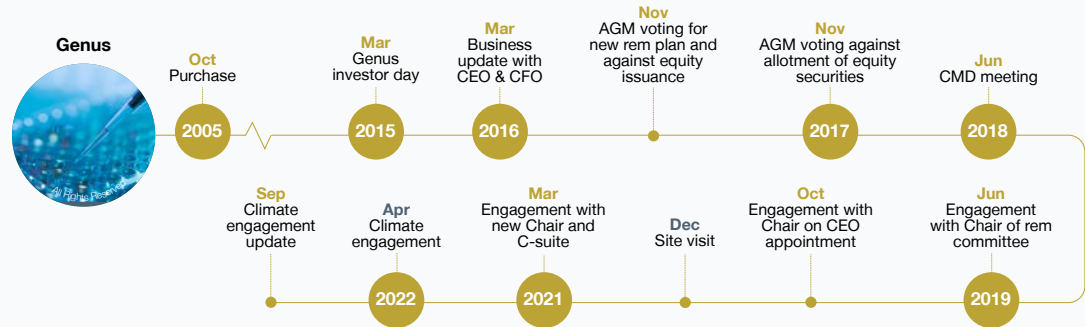 Genus
All Rights Reserved
Oct
Purchase
2005
Mar
Genus
investor day
2015
Mar
Business
update with
CEO & CFO
2016
Nov
AGM voting for
new rem plan and
against equity
issuance
Nov
AGM voting against
allotment of equity
securities
2017
Jun
CMD meeting
2018
Sep
Climate
engagement
update
Apr
Climate
engagement
2022
Mar
Engagement with
new Chair and
C-suite
2021
Dec
Site visit
Oct
Engagement with
Chair on CEO
appointment
Jun
Engagement
with Chair of rem
committee
2019